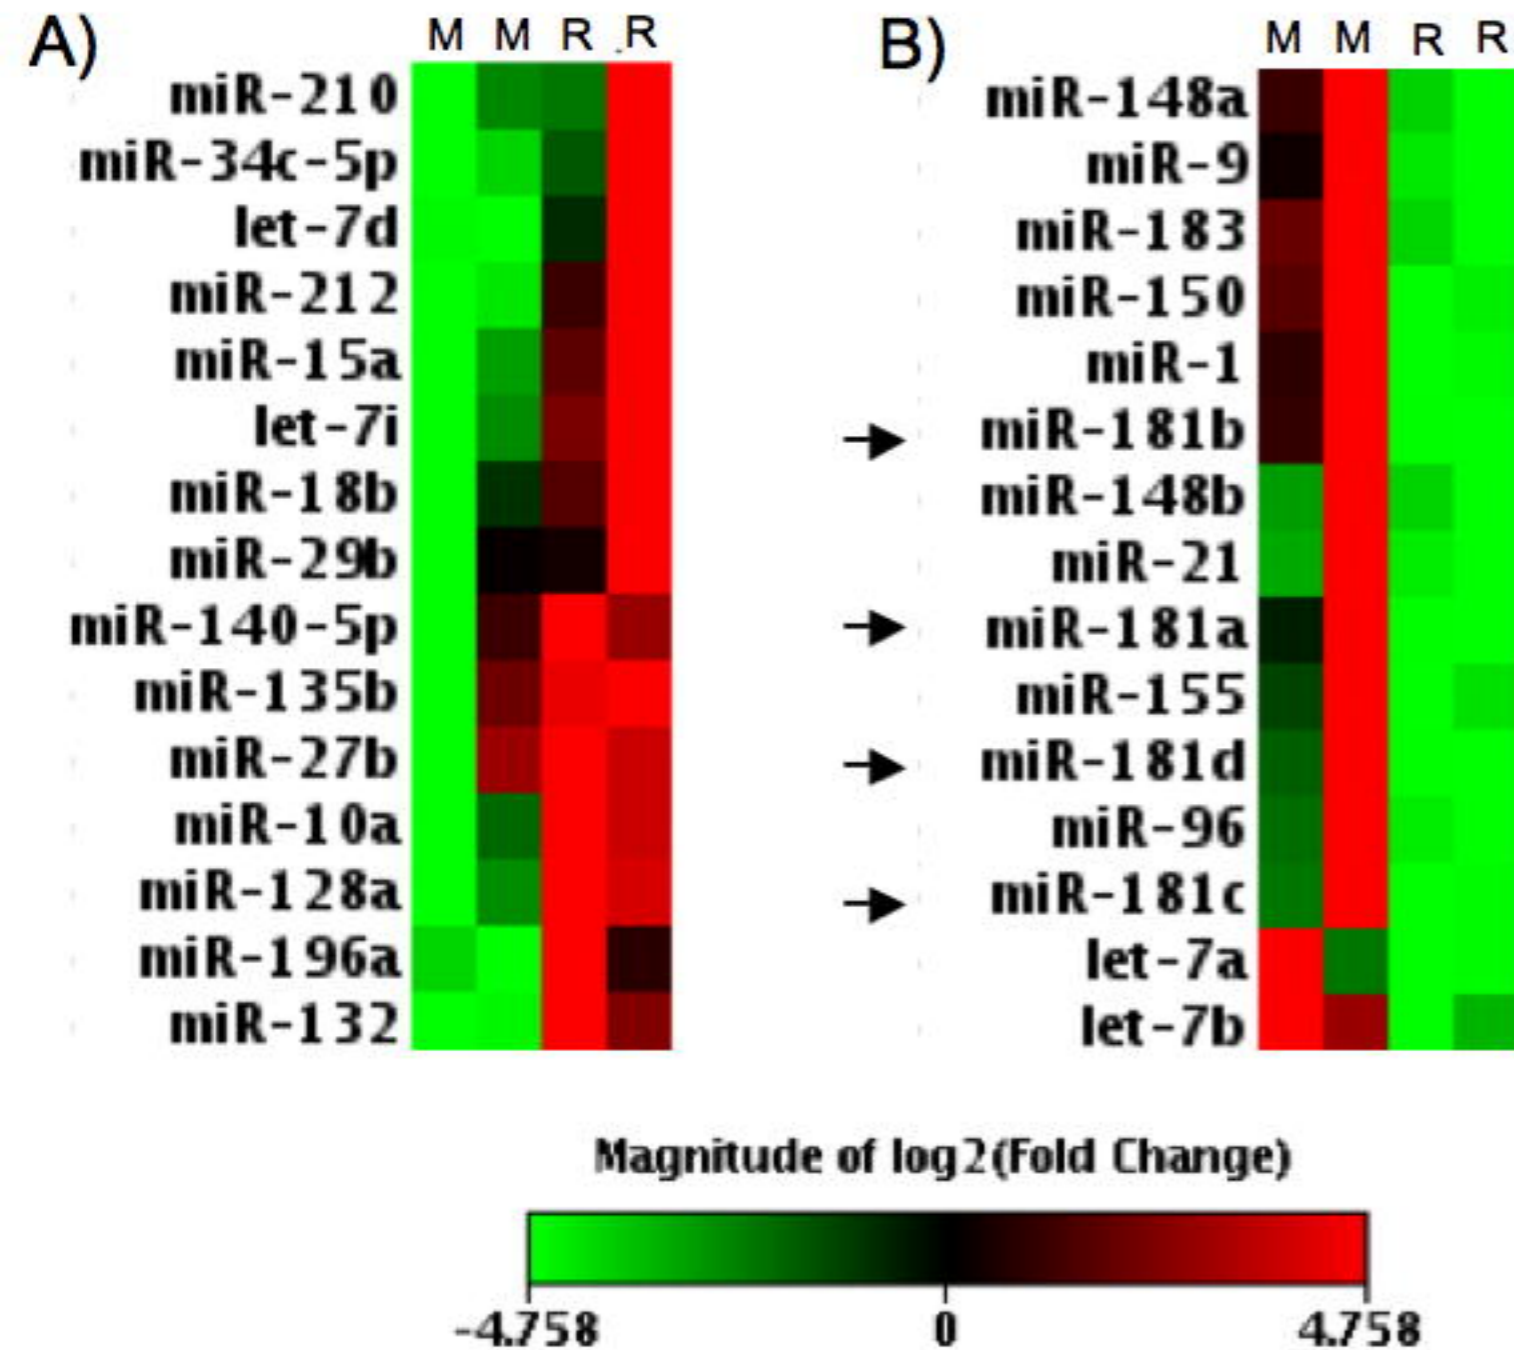 A) M M R R
miR-210
miR-34c-5p
let-7d
miR-212
miR-15a
let-7i
miR-18b
miR-29b
miR-140-5p
miR-135b
miR-27b
miR-10a
miR-128a
miR-196a
miR-132
B) M M R R
miR-148a
miR-9
miR-183
miR-150
miR-1
miR-181b
miR-148b
miR-21
miR-181a
miR-155
miR-181d
miR-96
miR-181c
let-7a
let-7b
Magnitude of log2(Fold Change)
-4.758 0 4.758